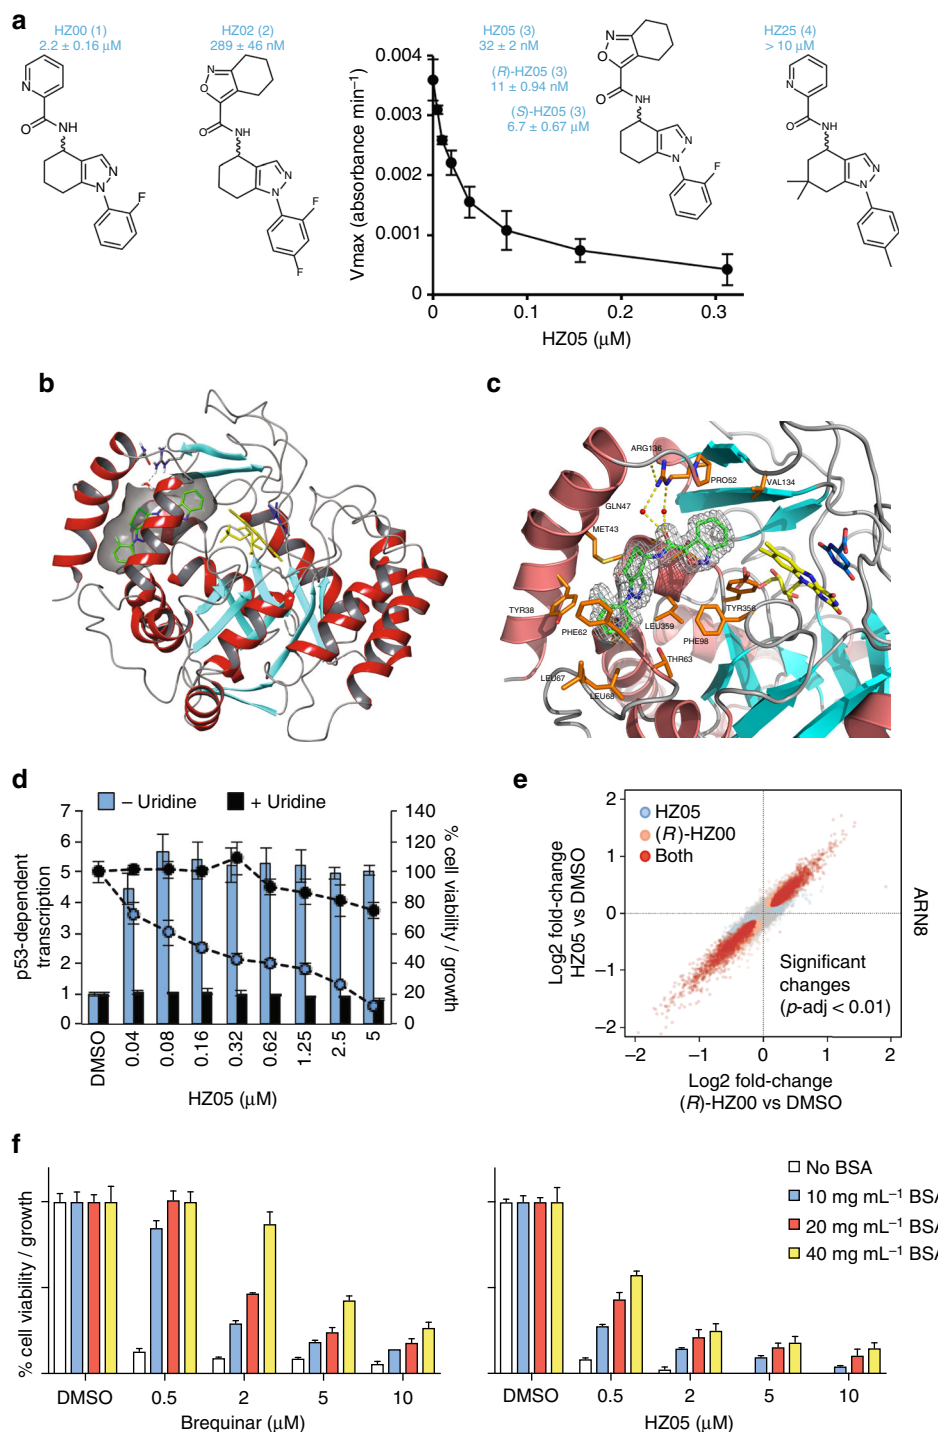 a
HZ00 (1)
2.2 ± 0.16 μM
N
O
NH
N
N
F
HZ02 (2)
289 ± 46 nM
N
O
O
NH
N
N
F
F
Vmax (absorbance min⁻¹)
0.004
0.003
0.002
0.001
0
0
0.1
0.2
0.3
HZ05 (μM)
HZ05 (3)
32 ± 2 nM
(R)-HZ05 (3)
11 ± 0.94 nM
(S)-HZ05 (3)
6.7 ± 0.67 μM
N
O
O
NH
N
N
F
HZ25 (4)
> 10 μM
N
O
NH
N
N
b
c
ARG136
PRO52
VAL134
GLN47
MET43
TYR38
PHE62
LEU359
TYR356
PHE98
THR63
LEU67
LEU68
d
– Uridine
+ Uridine
p53-dependent
transcription
7
6
5
4
3
2
1
0
140
120
100
80
60
40
20
0
% cell viability / growth
DMSO
0.04
0.08
0.16
0.32
0.62
1.25
2.5
5
HZ05 (μM)
e
HZ05
(R)-HZ00
Both
Log2 fold-change
HZ05 vs DMSO
2
1
0
–1
–2
–2
–1
0
1
2
Significant
changes
(p-adj < 0.01)
ARN8
Log2 fold-change
(R)-HZ00 vs DMSO
f
% cell viability / growth
DMSO
0.5
2
5
10
Brequinar (μM)
No BSA
10 mg mL⁻¹ BSA
20 mg mL⁻¹ BSA
40 mg mL⁻¹ BSA
DMSO
0.5
2
5
10
HZ05 (μM)